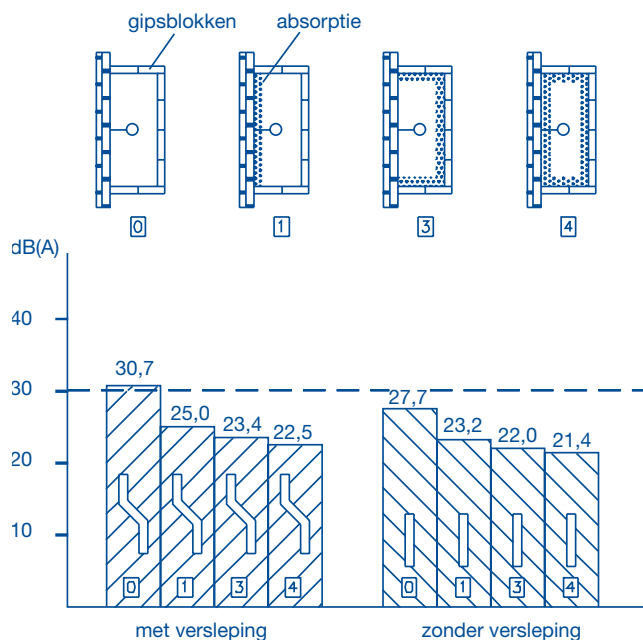 gipsblokken absorptie
0 1 3 4
dB(A)
40
30,7
30
27,7
25,0 23,4 22,5 23,2 22,0 21,4
20
10
0 1 3 4 0 1 3 4
met versleping zonder versleping